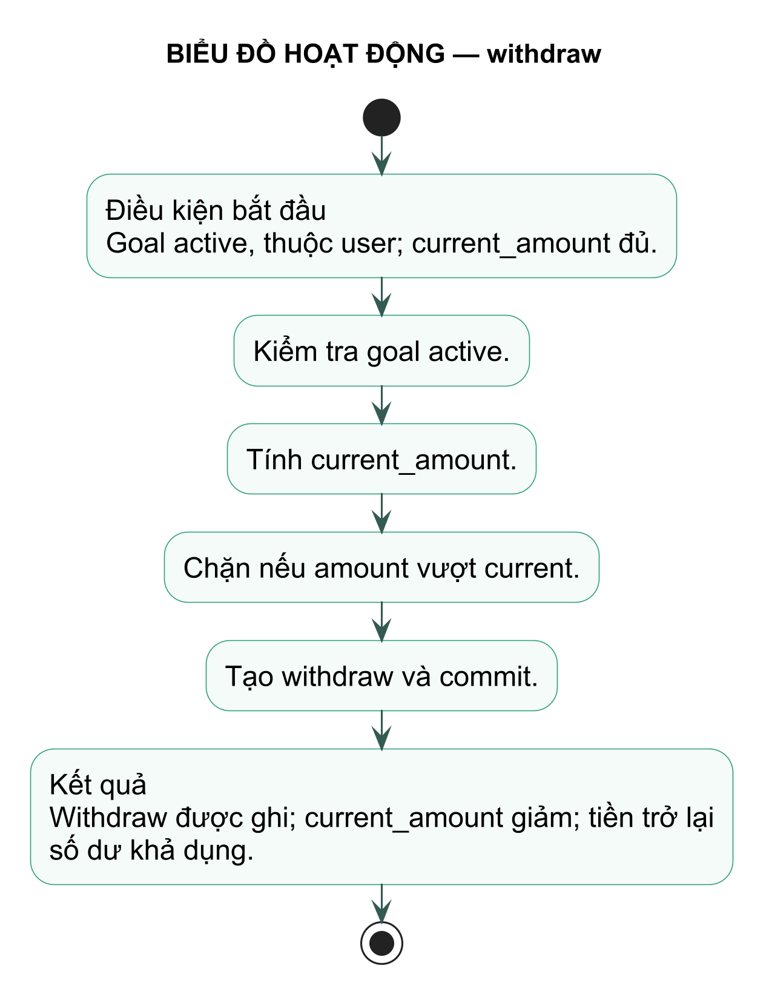 BIỂU ĐỒ HOẠT ĐỘNG — withdraw
Điều kiện bắt đầu
Goal active, thuộc user; current_amount đủ.
Kiểm tra goal active.
Tính current_amount.
Chặn nếu amount vượt current.
Tạo withdraw và commit.
Kết quả
Withdraw được ghi; current_amount giảm; tiền trở lại
số dư khả dụng.